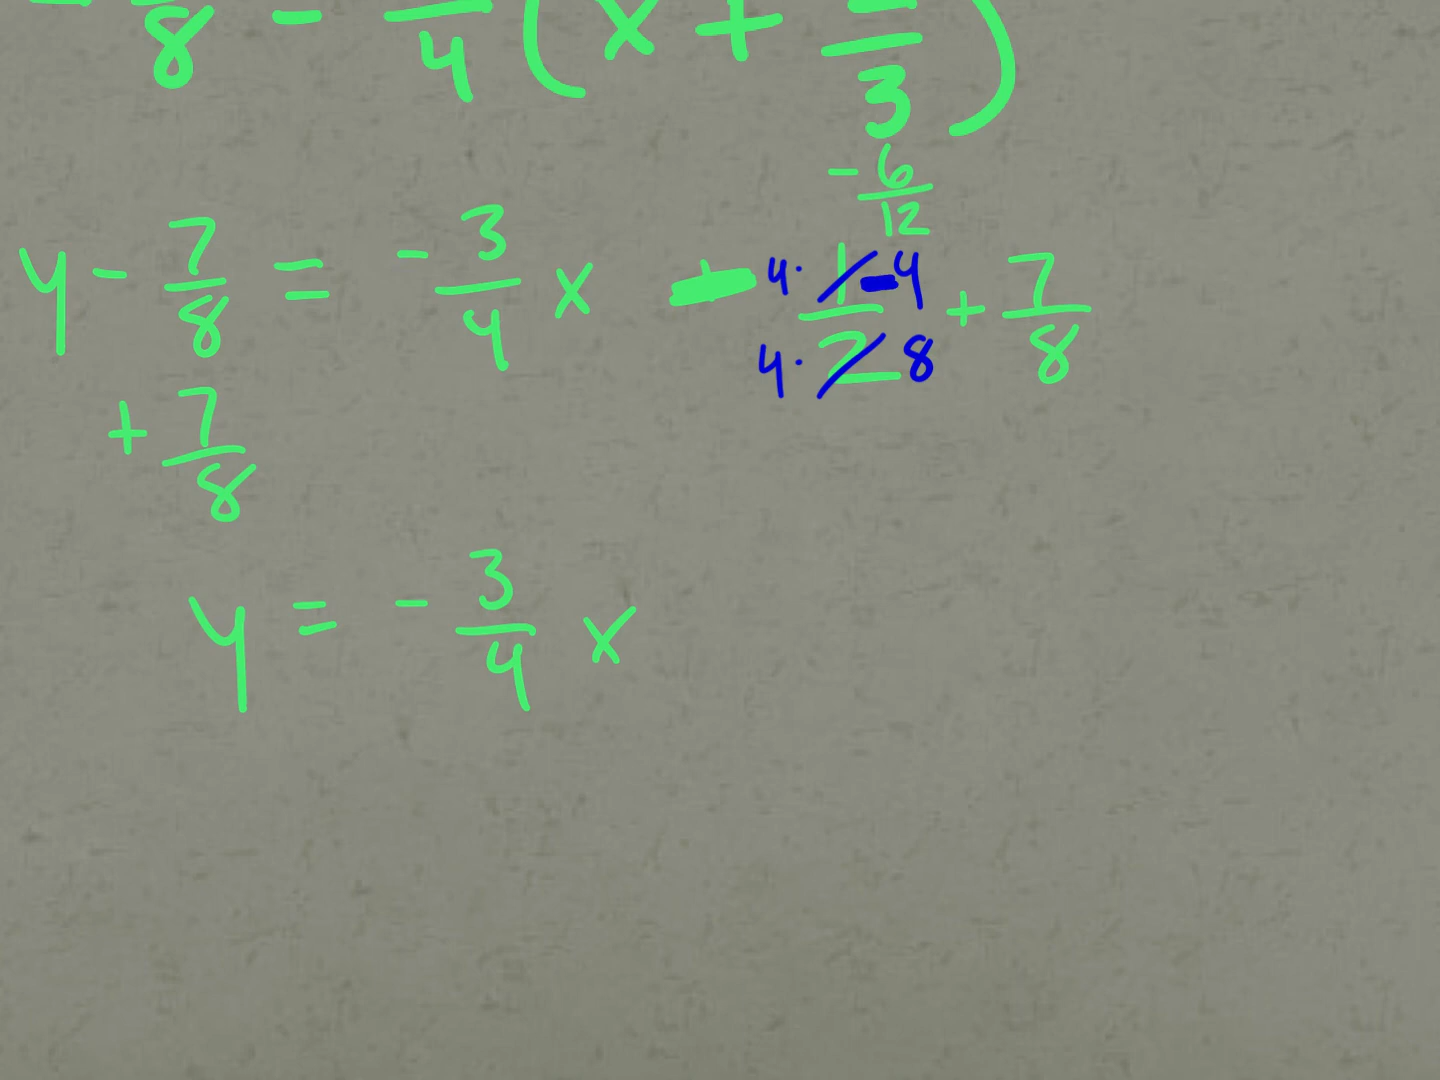 8 = 4 ( x + 3 )
- 6/12
y - 7/8 = - 3/4 x - 4· 1/2 -4/8 + 7/8
4·
+ 7/8
y = - 3/4 x